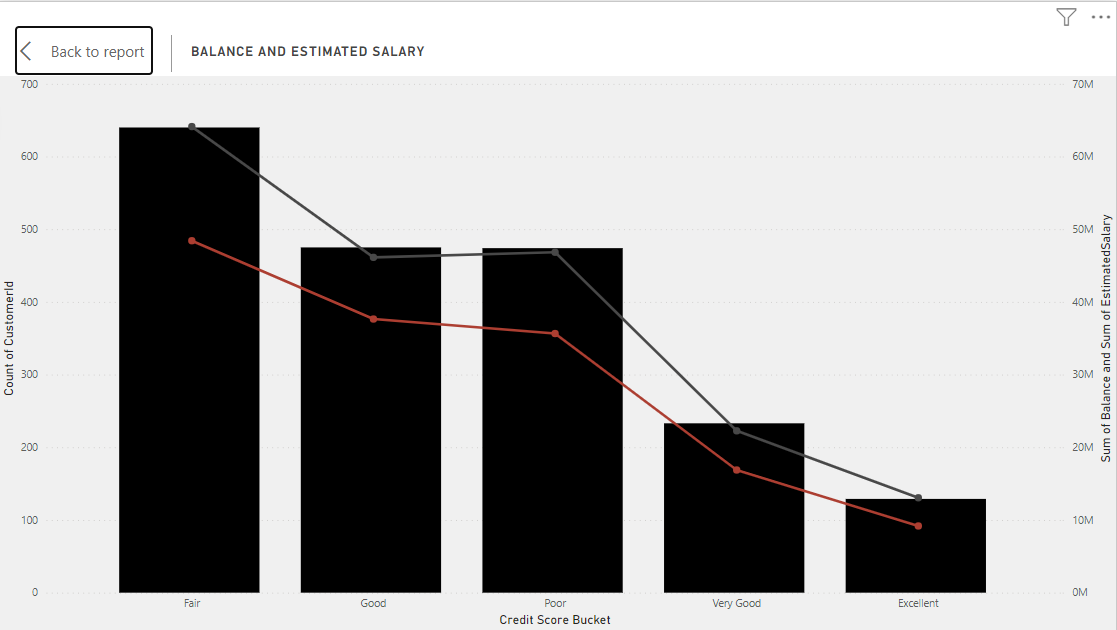 Back to report
BALANCE AND ESTIMATED SALARY
700
600
500
400
300
200
100
0
Count of CustomerId
70M
60M
50M
40M
30M
20M
10M
0M
Sum of Balance and Sum of EstimatedSalary
Fair
Good
Poor
Very Good
Excellent
Credit Score Bucket